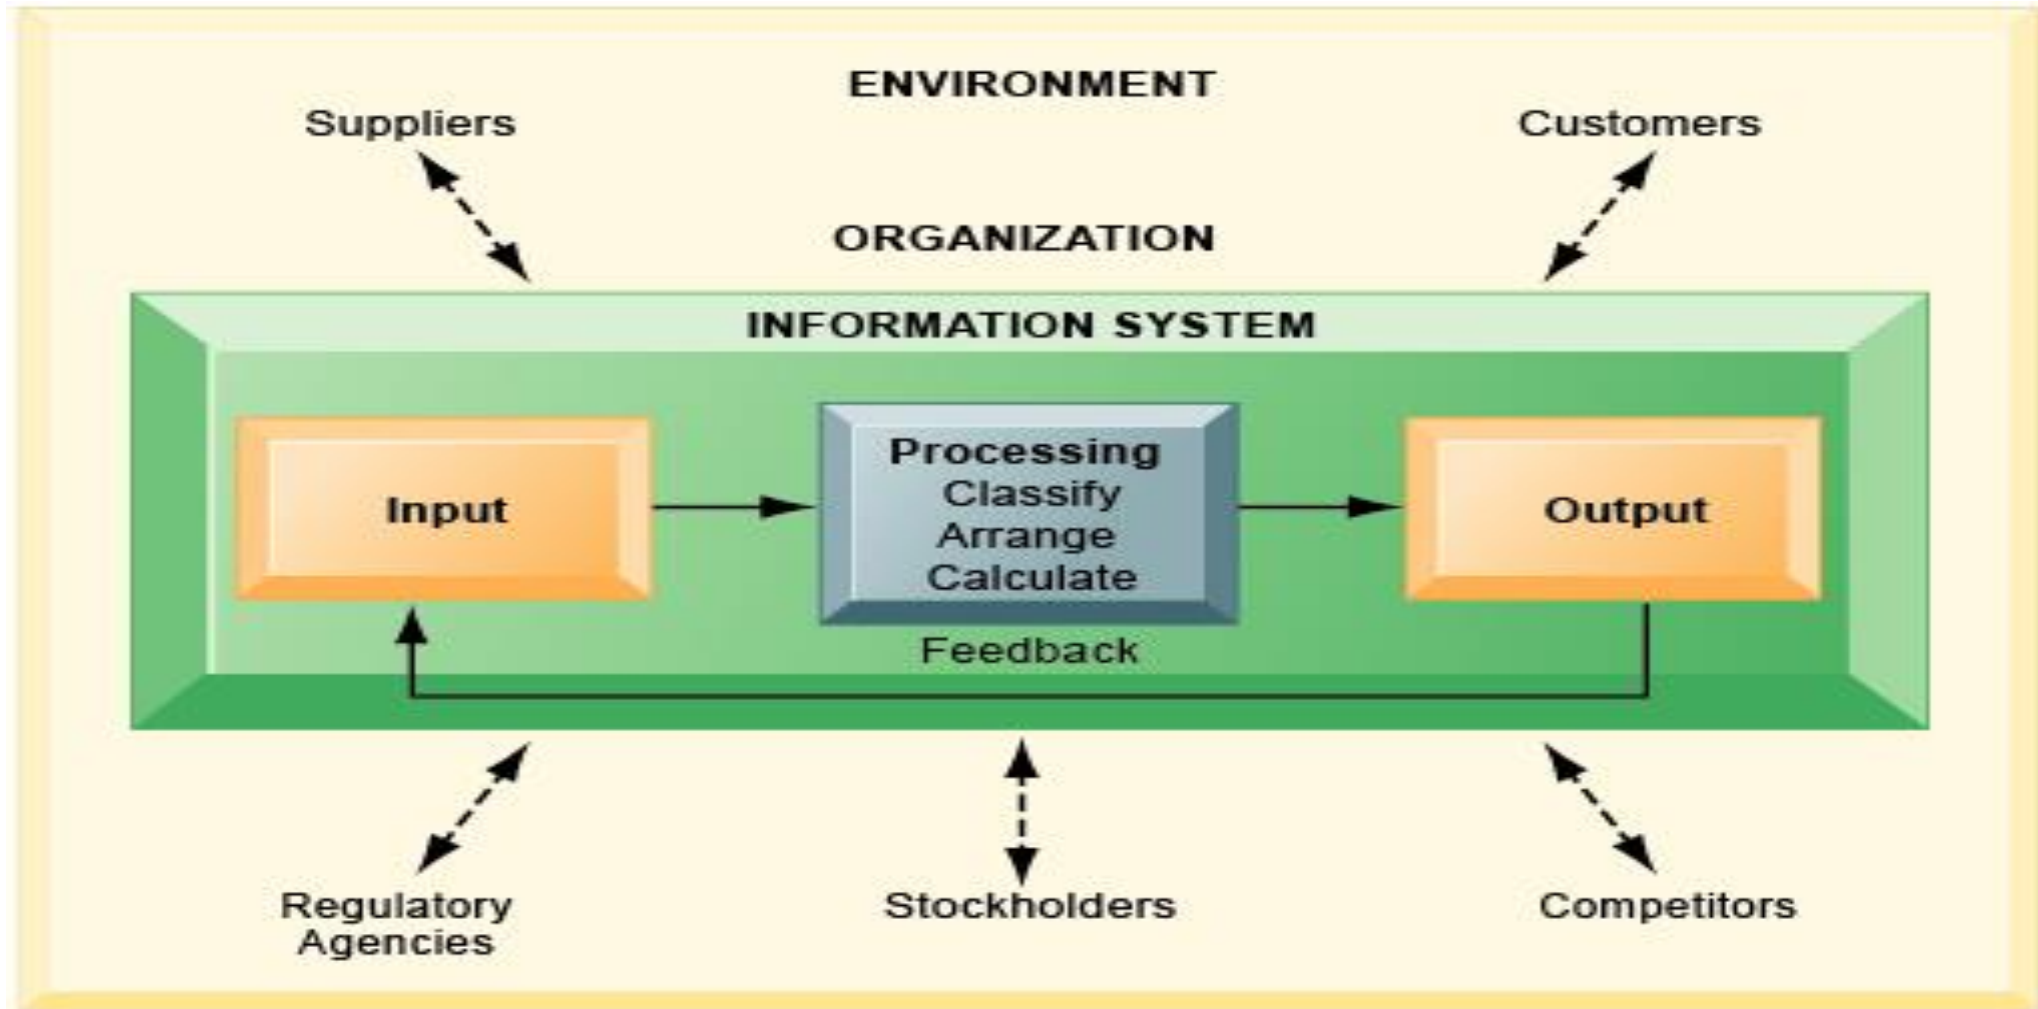 ENVIRONMENT
Suppliers
Customers
ORGANIZATION
INFORMATION SYSTEM
Input
Processing
Classify
Arrange
Calculate
Output
Feedback
Regulatory
Agencies
Stockholders
Competitors